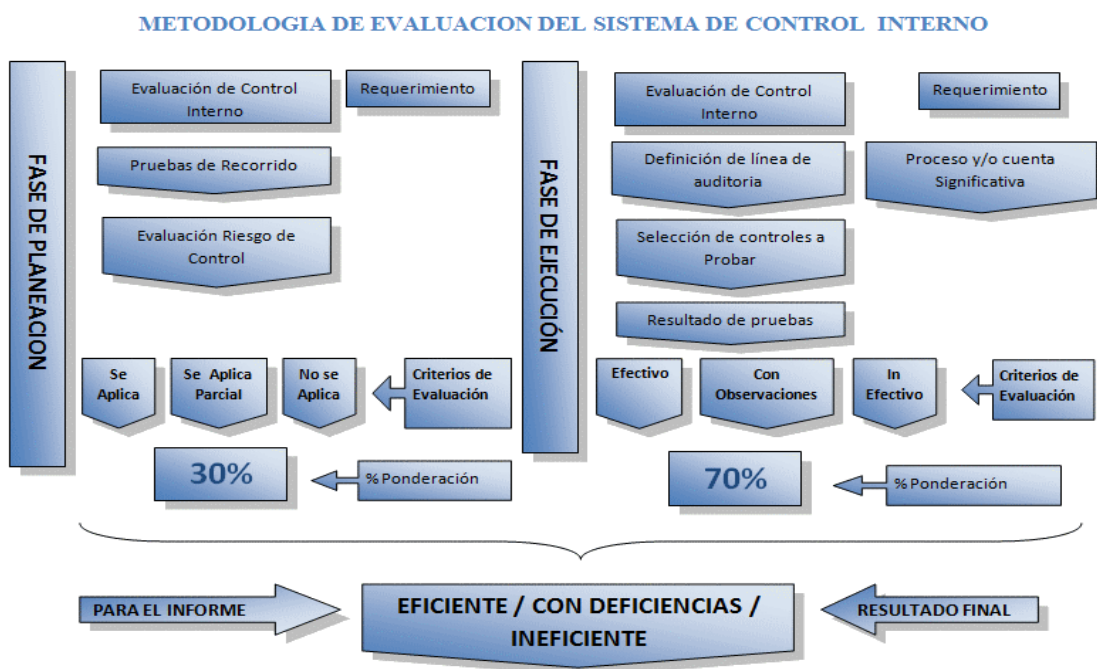 METODOLOGIA DE EVALUACION DEL SISTEMA DE CONTROL INTERNO
FASE DE PLANEACION
Evaluación de Control
Interno
Requerimiento
Pruebas de Recorrido
Evaluación Riesgo de
Control
Se
Aplica
Se Aplica
Parcial
No se
Aplica
Criterios de
Evaluación
30%
% Ponderación
FASE DE EJECUCIÓN
Evaluación de Control
Interno
Requerimiento
Definición de línea de
auditoria
Proceso y/o cuenta
Significativa
Selección de controles a
Probar
Resultado de pruebas
Efectivo
Con
Observaciones
In
Efectivo
Criterios de
Evaluación
70%
% Ponderación
PARA EL INFORME
EFICIENTE / CON DEFICIENCIAS /
INEFICIENTE
RESULTADO FINAL